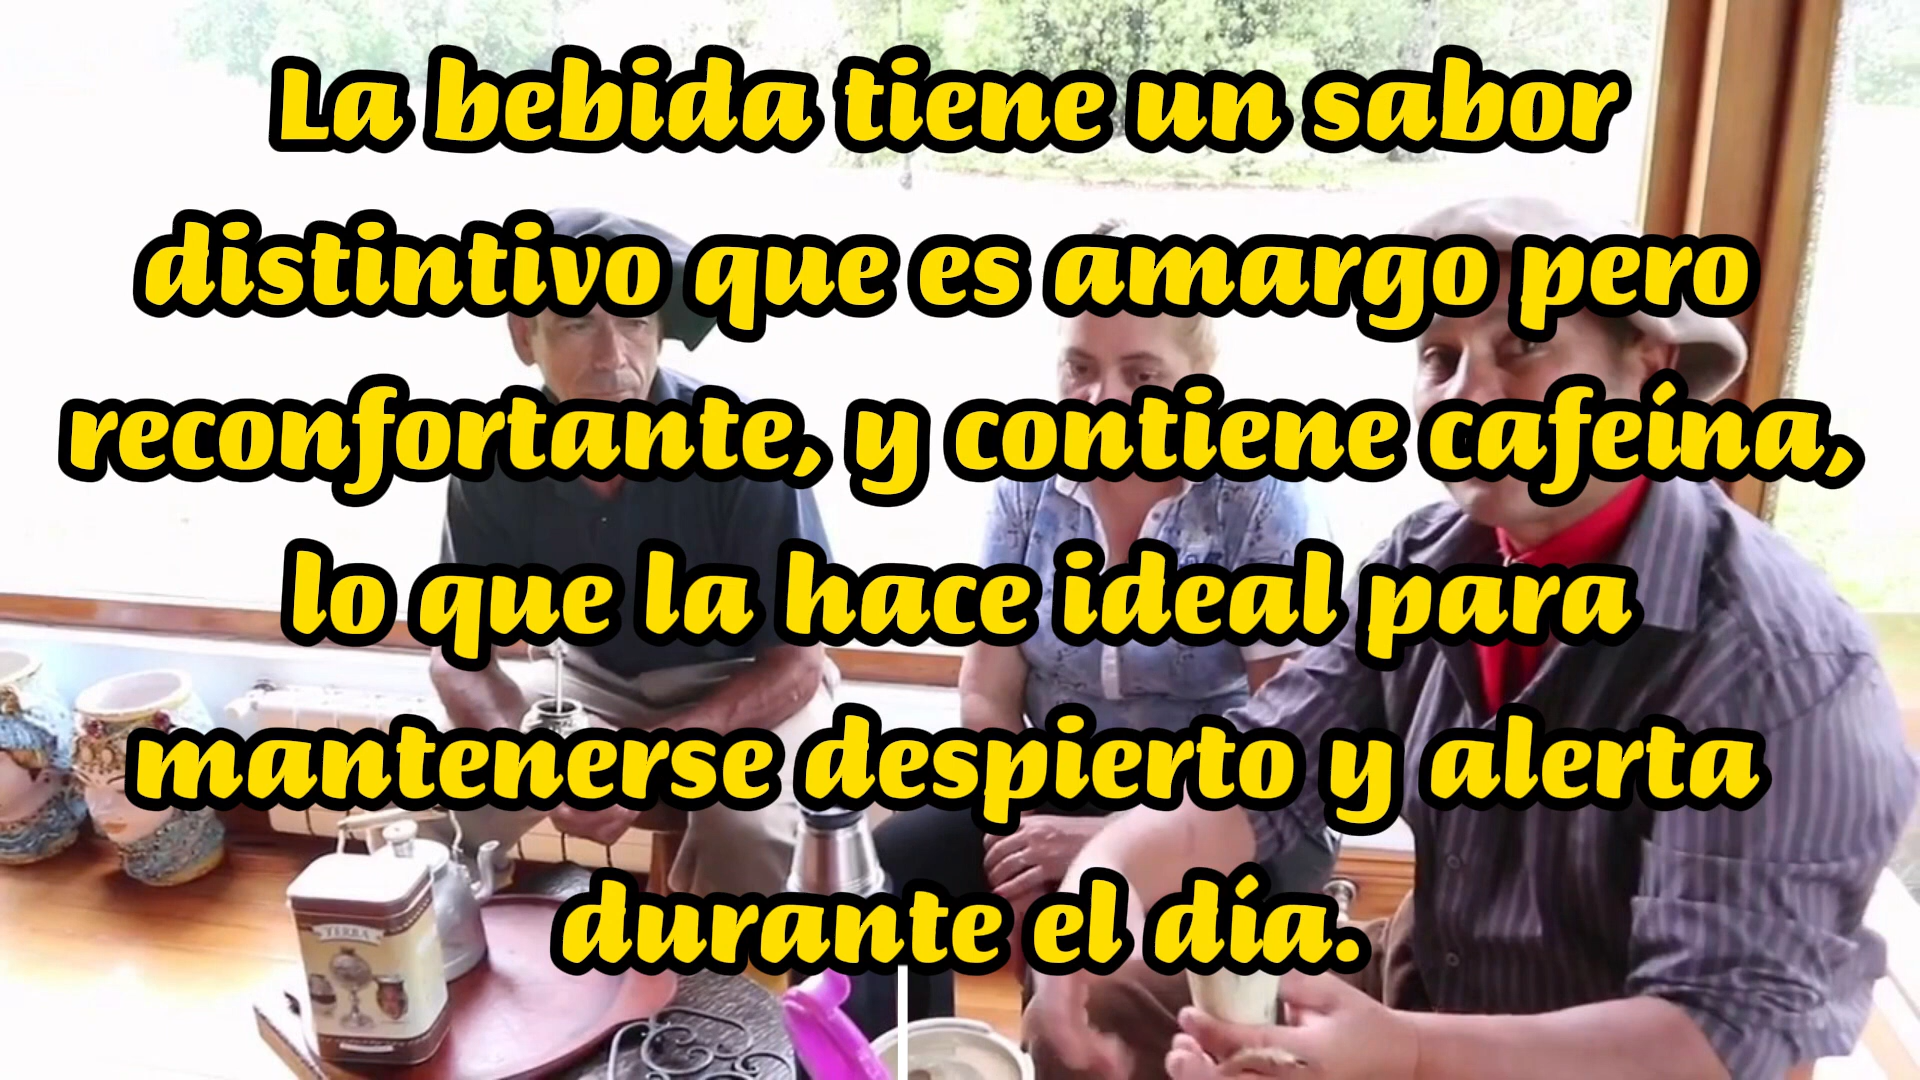 La bebida tiene un sabor
distintivo que es amargo pero
reconfortante, y contiene cafeína,
lo que la hace ideal para
mantenerse despierto y alerta
durante el día.
YERBA